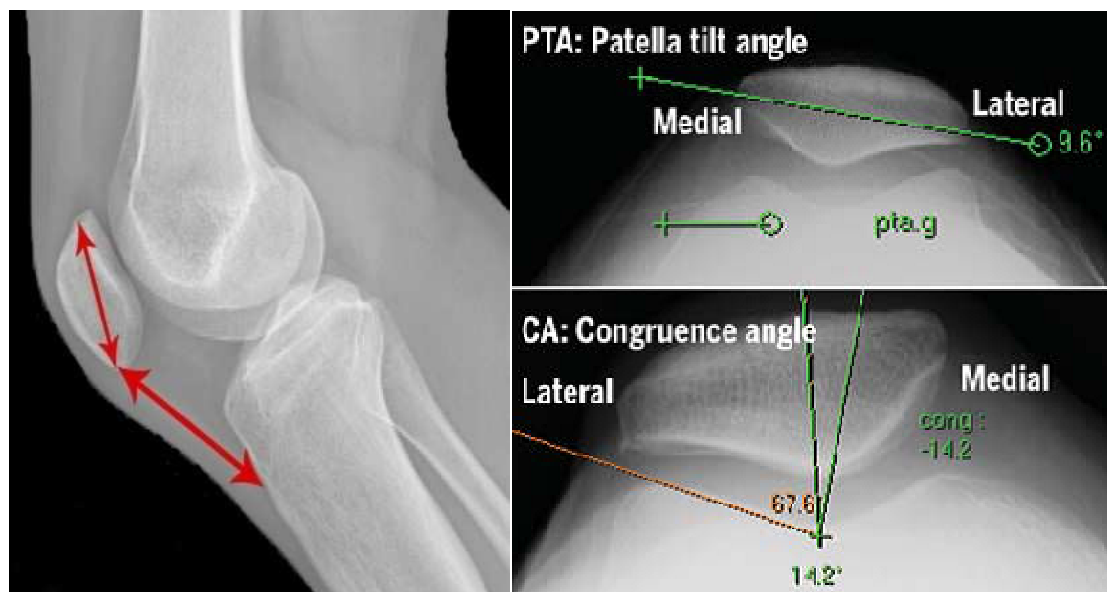 PTA: Patella tilt angle
Medial
Lateral
9.6°
pta.g
CA: Congruence angle
Lateral
Medial
cong :
-14.2
67.6
14.2°